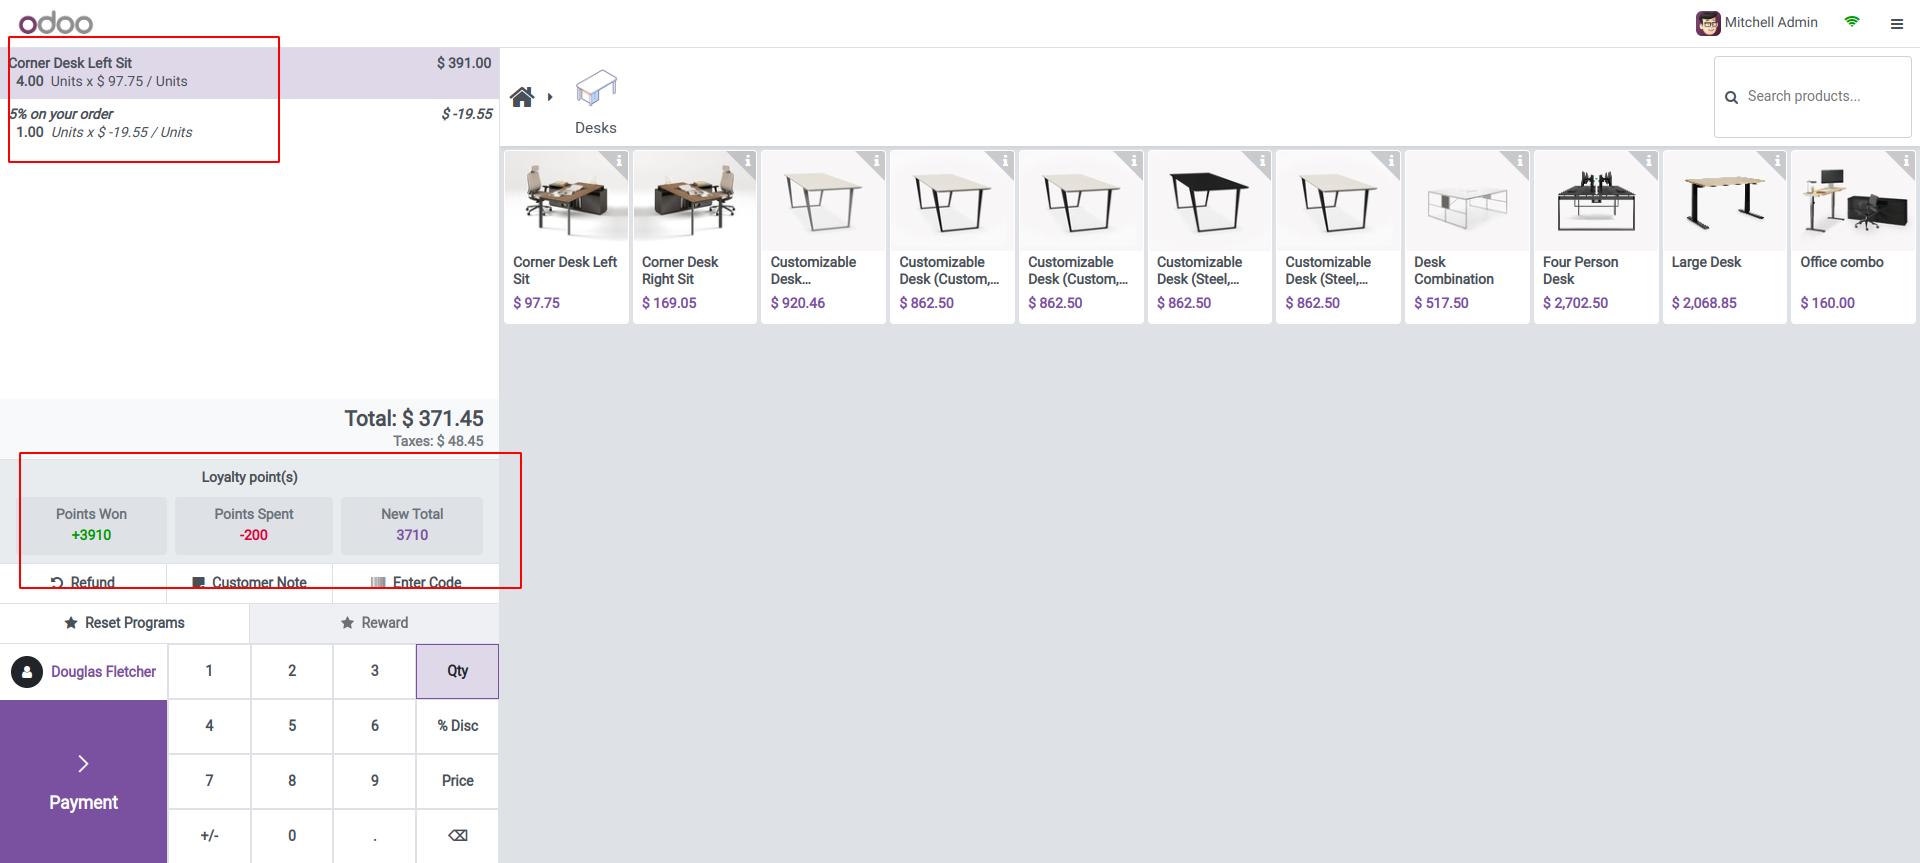 odoo
Mitchell Admin
Corner Desk Left Sit $ 391.00
4.00 Units x $ 97.75 / Units
5% on your order $ -19.55
1.00 Units x $ -19.55 / Units
Total: $ 371.45
Taxes: $ 48.45
Loyalty point(s)
Points Won Points Spent New Total
+3910 -200 3710
Refund Customer Note Enter Code
Reset Programs Reward
Douglas Fletcher
Payment
1 2 3 Qty
4 5 6 % Disc
7 8 9 Price
+/- 0 .
Desks
Search products...
Corner Desk Left
Sit
$ 97.75
Corner Desk
Right Sit
$ 169.05
Customizable
Desk...
$ 920.46
Customizable
Desk (Custom,...
$ 862.50
Customizable
Desk (Custom,...
$ 862.50
Customizable
Desk (Steel,...
$ 862.50
Customizable
Desk (Steel,...
$ 862.50
Desk
Combination
$ 517.50
Four Person
Desk
$ 2,702.50
Large Desk
$ 2,068.85
Office combo
$ 160.00